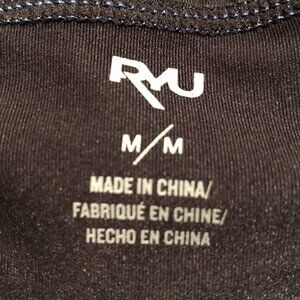 RYU
M/M
MADE IN CHINA/
FABRIQUÉ EN CHINE/
HECHO EN CHINA